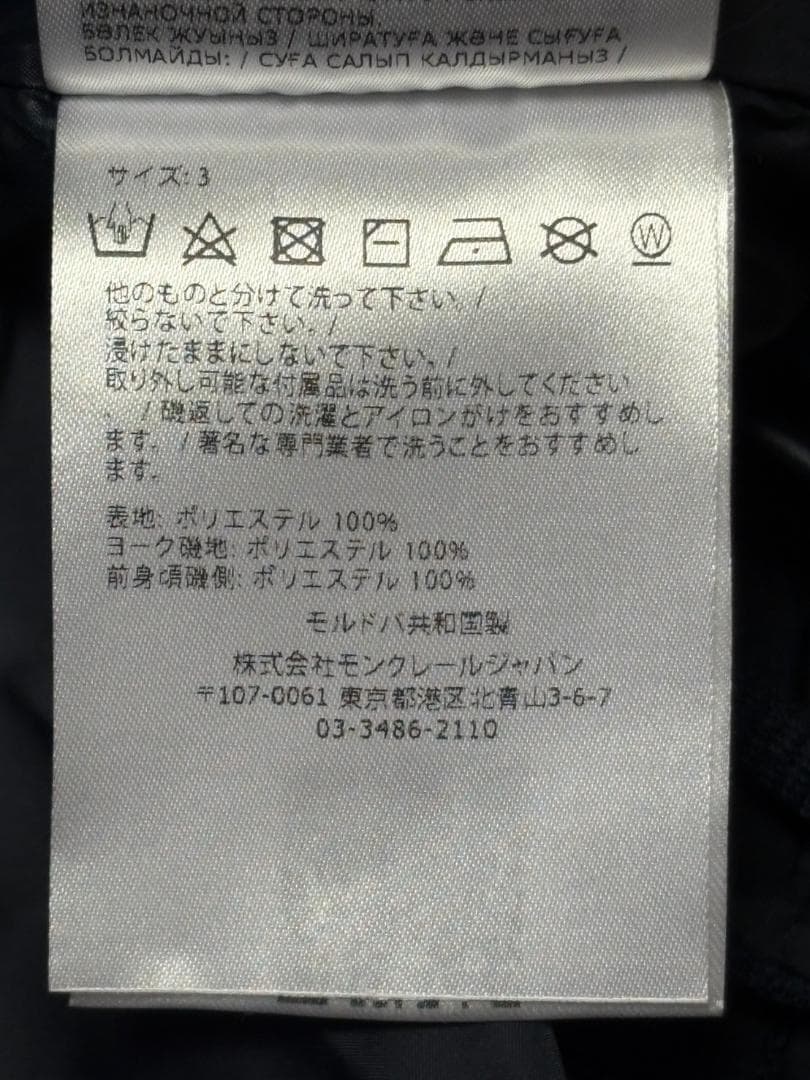 ИЗНАНОЧНОЙ СТОРОНЫ.
БӨЛЕК ЖУЫҢЫЗ / ШИРАТУҒА ЖӘНЕ СЫҒУҒА
БОЛМАЙДЫ: / СУҒА САЛЫП КАЛДЫРМАҢЫЗ /
サイズ: 3
W
他のものと分けて洗って下さい。/
絞らないで下さい。/
浸けたままにしないで下さい。/
取り外し可能な付属品は洗う前に外してください
。 / 磯返しての洗濯とアイロンがけをおすすめし
ます。 / 著名な専門業者で洗うことをおすすめし
ます。
表地: ポリエステル 100%
ヨーク磯地: ポリエステル 100%
前身頃磯側: ポリエステル 100%
モルドバ共和国製
株式会社モンクレールジャパン
〒107-0061 東京都港区北青山3-6-7
03-3486-2110